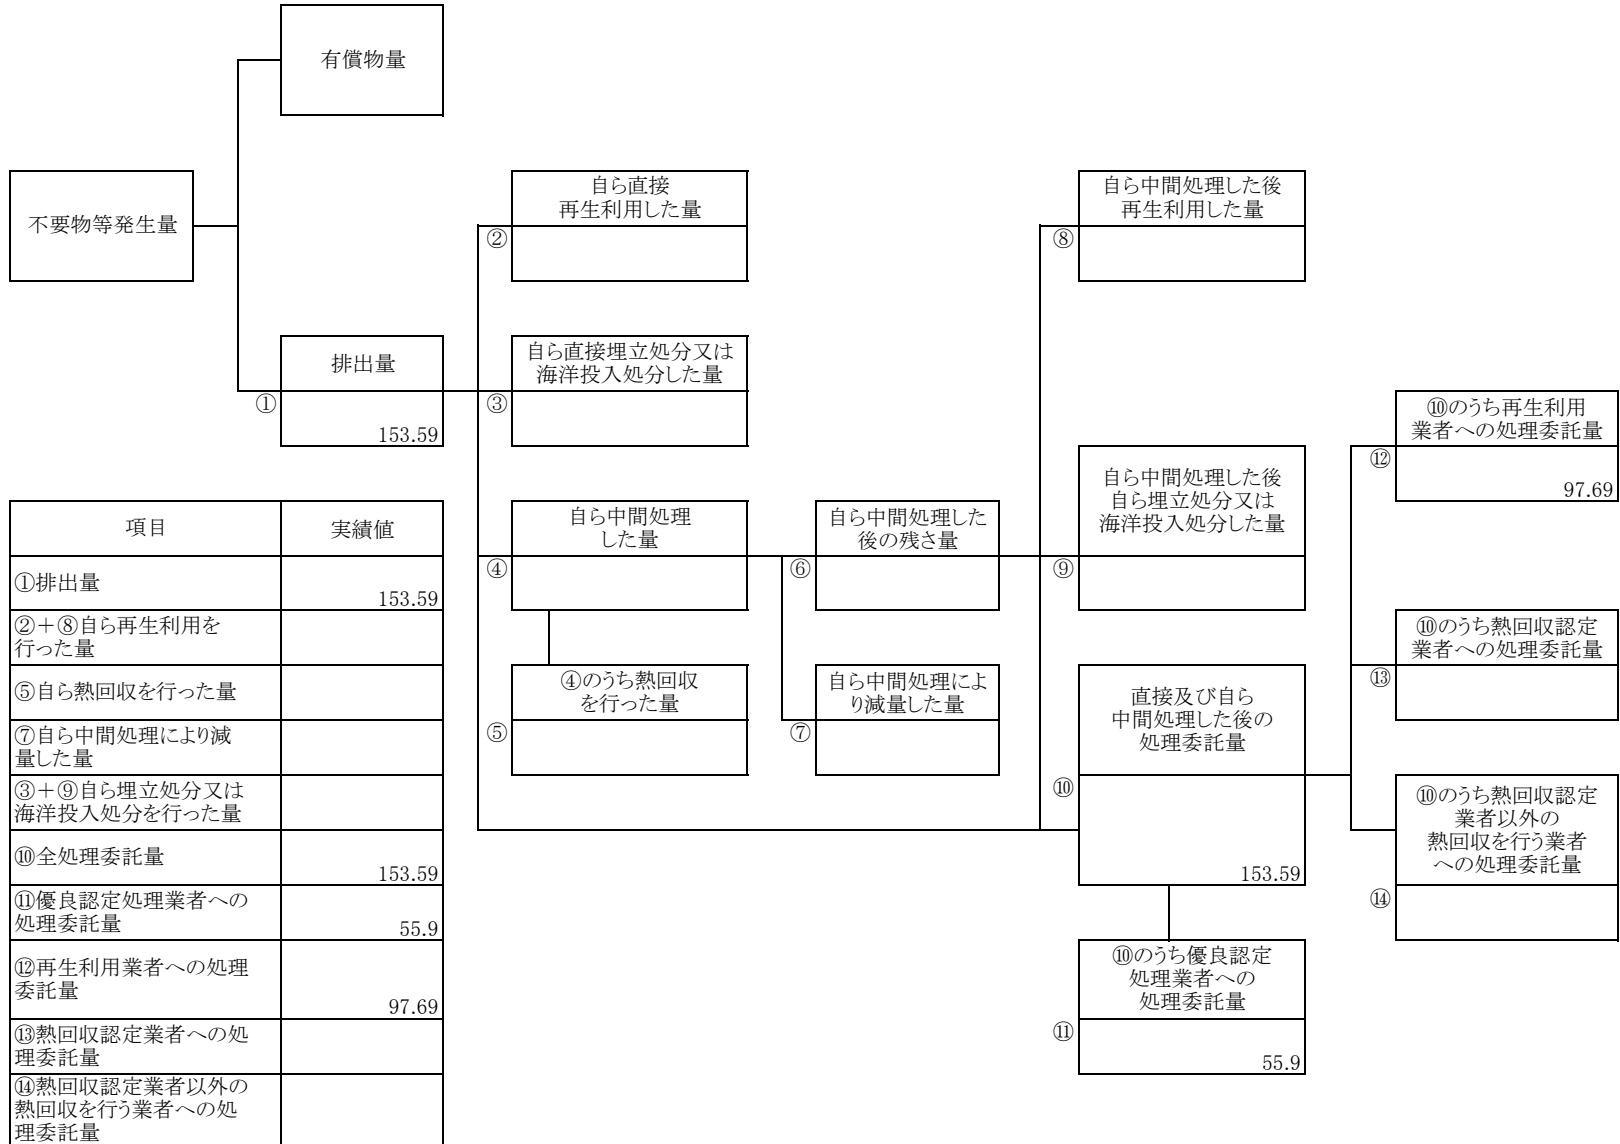 有償物量
不要物等発生量
自ら直接
再生利用した量
②
自ら中間処理した後
再生利用した量
⑧
排出量
①
153.59
自ら直接埋立処分又は
海洋投入処分した量
③
⑩のうち再生利用
業者への処理委託量
⑫
97.69
自ら中間処理
した量
④
自ら中間処理した
後の残さ量
⑥
自ら中間処理した後
自ら埋立処分又は
海洋投入処分した量
⑨
⑩のうち熱回収認定
業者への処理委託量
⑬
④のうち熱回収
を行った量
⑤
自ら中間処理によ
り減量した量
⑦
直接及び自ら
中間処理した後の
処理委託量
⑩
153.59
⑩のうち熱回収認定
業者以外の
熱回収を行う業者
への処理委託量
⑭
⑩のうち優良認定
処理業者への
処理委託量
⑪
55.9
項目
実績値
①排出量
153.59
②＋⑧自ら再生利用を
行った量
⑤自ら熱回収を行った量
⑦自ら中間処理により減
量した量
③＋⑨自ら埋立処分又は
海洋投入処分を行った量
⑩全処理委託量
153.59
⑪優良認定処理業者への
処理委託量
55.9
⑫再生利用業者への処理
委託量
97.69
⑬熱回収認定業者への処
理委託量
⑭熱回収認定業者以外の
熱回収を行う業者への処
理委託量